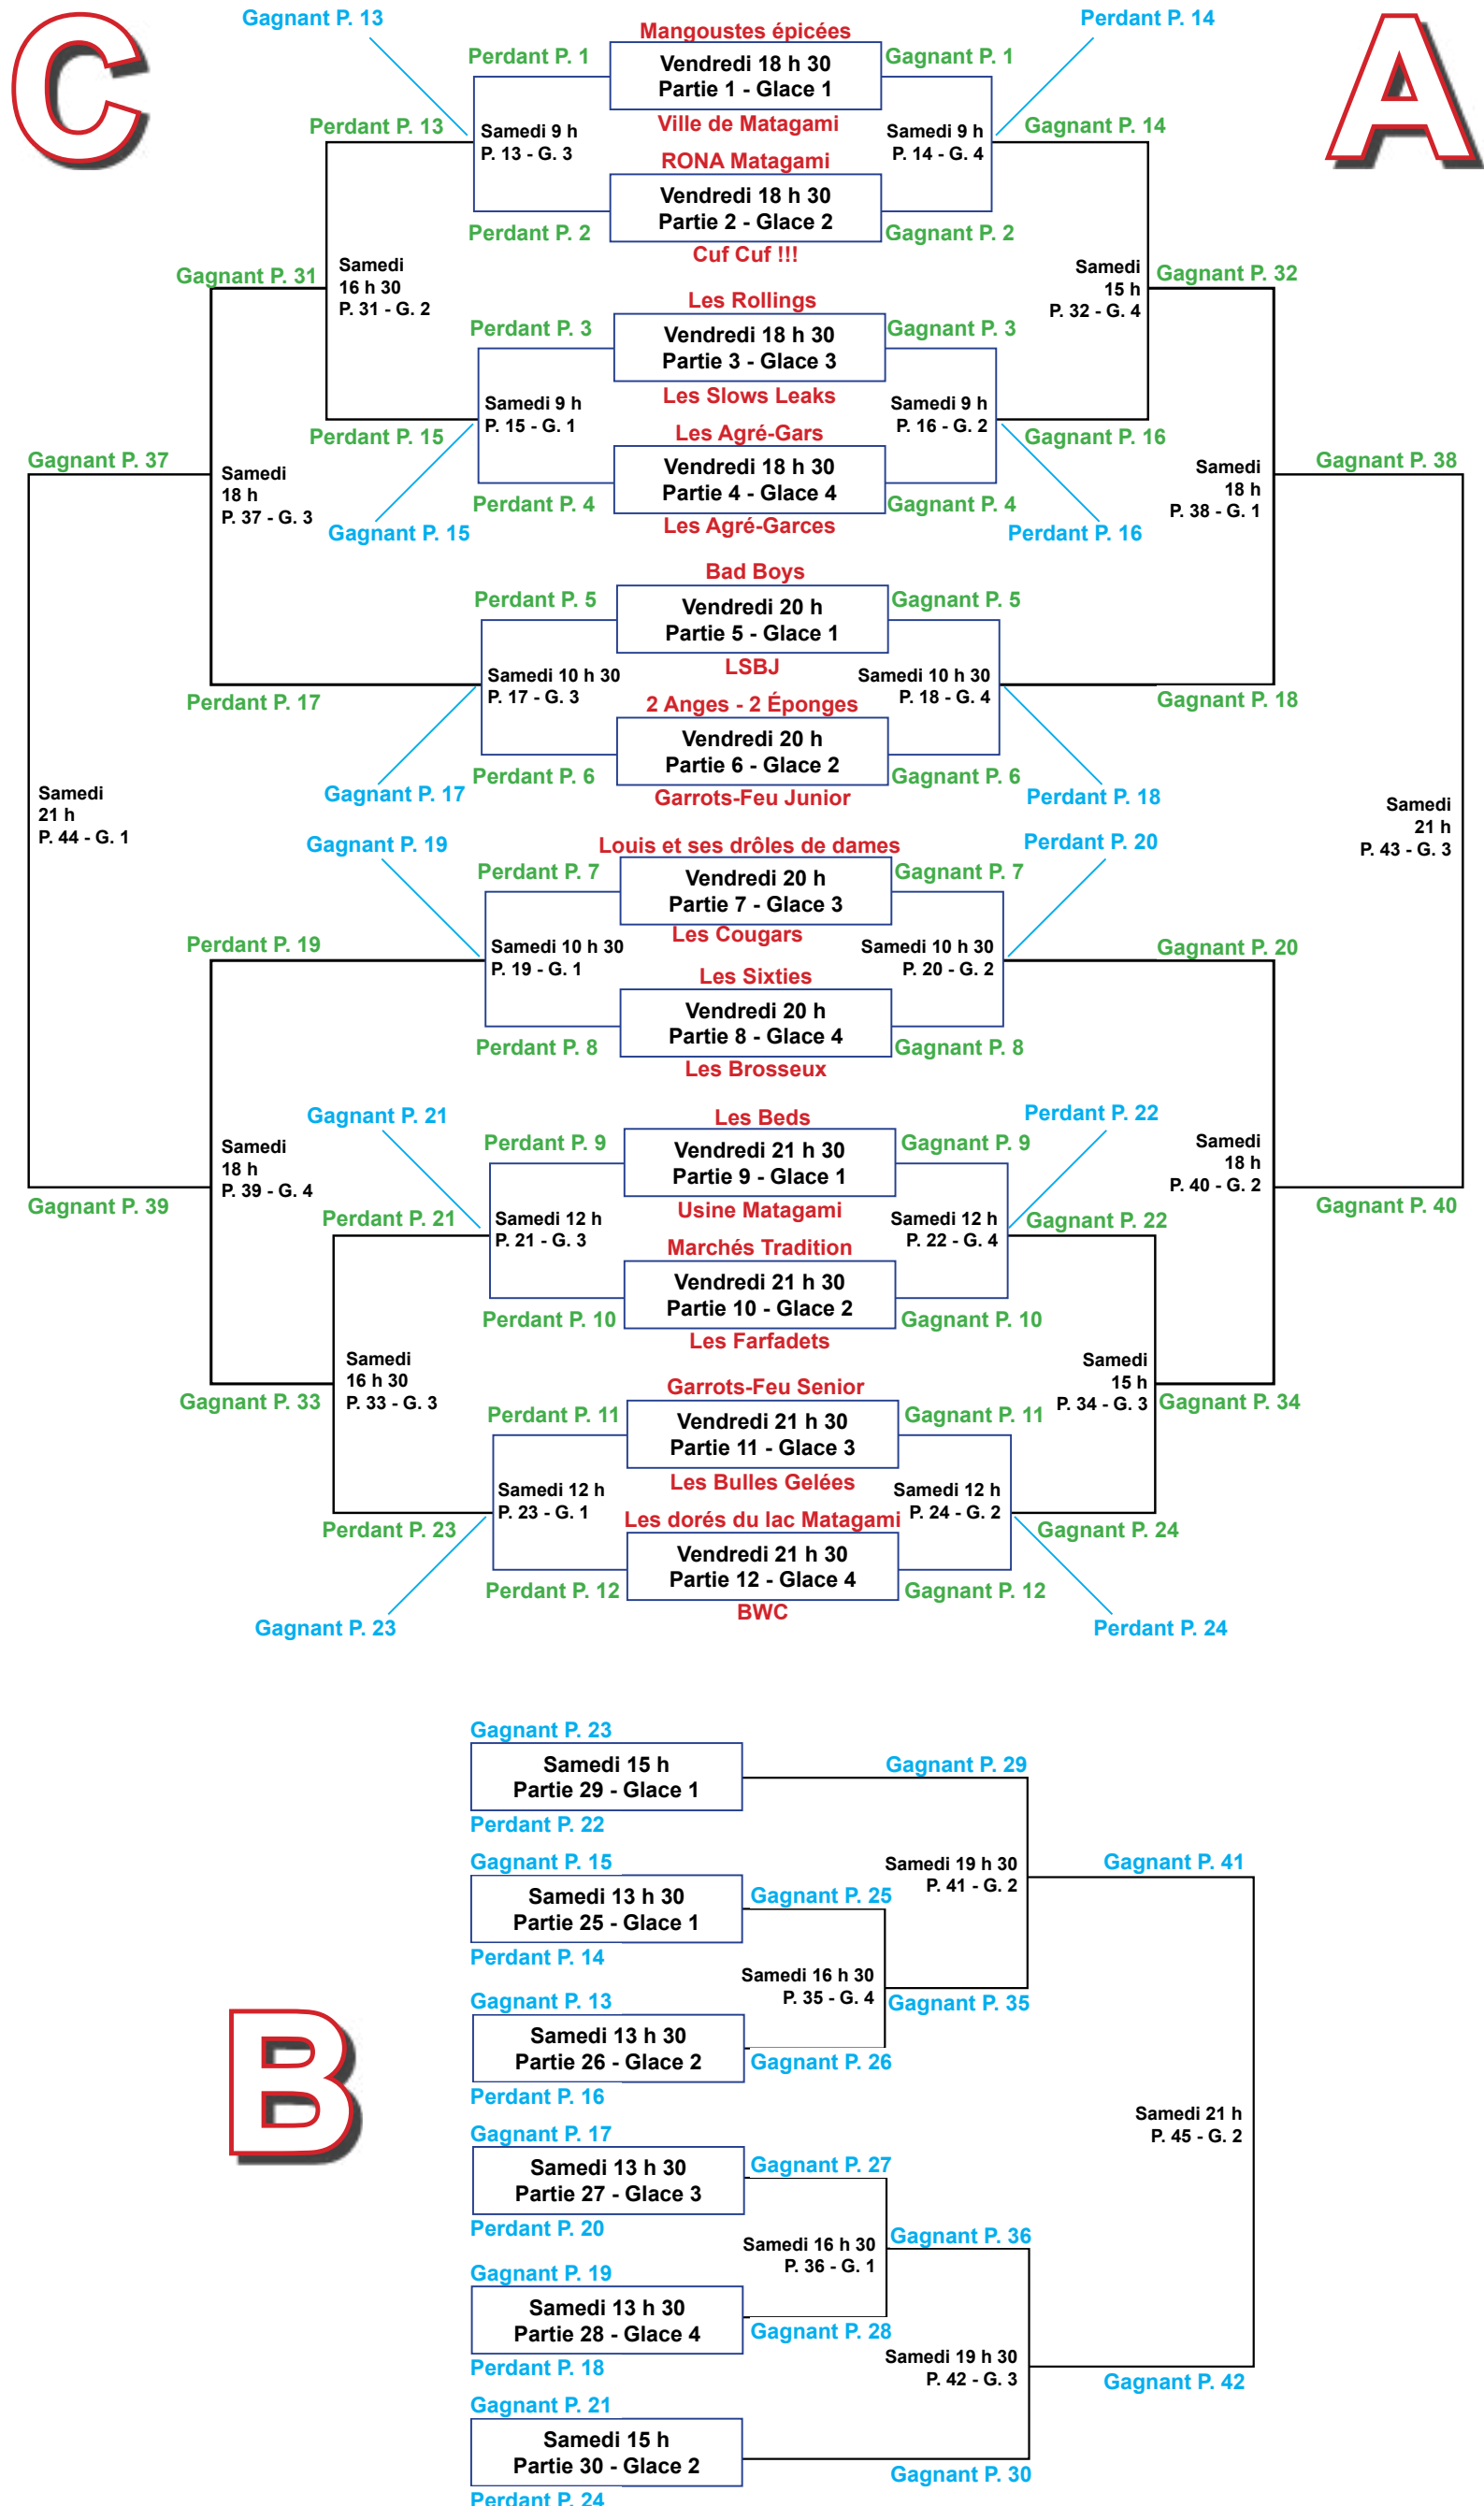 Gagnant P. 13
Perdant P. 14
C
A
Mangoustes épicées
Perdant P. 1
Vendredi 18 h 30
Partie 1 - Glace 1
Gagnant P. 1
Ville de Matagami
Perdant P. 13
Samedi 9 h
P. 13 - G. 3
Samedi 9 h
P. 14 - G. 4
Gagnant P. 14
RONA Matagami
Vendredi 18 h 30
Partie 2 - Glace 2
Perdant P. 2
Gagnant P. 2
Cuf Cuf !!!
Gagnant P. 31
Samedi
16 h 30
P. 31 - G. 2
Samedi
15 h
P. 32 - G. 4
Gagnant P. 32
Les Rollings
Perdant P. 3
Vendredi 18 h 30
Partie 3 - Glace 3
Gagnant P. 3
Les Slows Leaks
Samedi 9 h
P. 15 - G. 1
Samedi 9 h
P. 16 - G. 2
Perdant P. 15
Gagnant P. 16
Les Agré-Gars
Vendredi 18 h 30
Partie 4 - Glace 4
Perdant P. 4
Gagnant P. 4
Les Agré-Garces
Gagnant P. 15
Perdant P. 16
Gagnant P. 37
Samedi
18 h
P. 37 - G. 3
Samedi
18 h
P. 38 - G. 1
Gagnant P. 38
Bad Boys
Perdant P. 5
Vendredi 20 h
Partie 5 - Glace 1
Gagnant P. 5
LSBJ
Samedi 10 h 30
P. 17 - G. 3
Samedi 10 h 30
P. 18 - G. 4
Perdant P. 17
Gagnant P. 18
2 Anges - 2 Éponges
Vendredi 20 h
Partie 6 - Glace 2
Perdant P. 6
Gagnant P. 6
Garrots-Feu Junior
Gagnant P. 17
Perdant P. 18
Samedi
21 h
P. 44 - G. 1
Samedi
21 h
P. 43 - G. 3
Gagnant P. 19
Perdant P. 20
Louis et ses drôles de dames
Perdant P. 7
Vendredi 20 h
Partie 7 - Glace 3
Gagnant P. 7
Les Cougars
Perdant P. 19
Samedi 10 h 30
P. 19 - G. 1
Samedi 10 h 30
P. 20 - G. 2
Gagnant P. 20
Les Sixties
Vendredi 20 h
Partie 8 - Glace 4
Perdant P. 8
Gagnant P. 8
Les Brosseux
Gagnant P. 21
Perdant P. 22
Les Beds
Perdant P. 9
Vendredi 21 h 30
Partie 9 - Glace 1
Gagnant P. 9
Usine Matagami
Samedi
18 h
P. 39 - G. 4
Samedi
18 h
P. 40 - G. 2
Gagnant P. 39
Gagnant P. 40
Perdant P. 21
Samedi 12 h
P. 21 - G. 3
Samedi 12 h
P. 22 - G. 4
Gagnant P. 22
Marchés Tradition
Vendredi 21 h 30
Partie 10 - Glace 2
Perdant P. 10
Gagnant P. 10
Les Farfadets
Gagnant P. 33
Samedi
16 h 30
P. 33 - G. 3
Samedi
15 h
P. 34 - G. 3
Gagnant P. 34
Garrots-Feu Senior
Perdant P. 11
Vendredi 21 h 30
Partie 11 - Glace 3
Gagnant P. 11
Les Bulles Gelées
Samedi 12 h
P. 23 - G. 1
Samedi 12 h
P. 24 - G. 2
Perdant P. 23
Gagnant P. 24
Les dorés du lac Matagami
Vendredi 21 h 30
Partie 12 - Glace 4
Perdant P. 12
Gagnant P. 12
BWC
Gagnant P. 23
Perdant P. 24
B
Gagnant P. 23
Samedi 15 h
Partie 29 - Glace 1
Perdant P. 22
Gagnant P. 29
Gagnant P. 15
Samedi 13 h 30
Partie 25 - Glace 1
Perdant P. 14
Gagnant P. 25
Samedi 19 h 30
P. 41 - G. 2
Gagnant P. 41
Samedi 16 h 30
P. 35 - G. 4
Gagnant P. 35
Gagnant P. 13
Samedi 13 h 30
Partie 26 - Glace 2
Perdant P. 16
Gagnant P. 26
Samedi 21 h
P. 45 - G. 2
Gagnant P. 17
Samedi 13 h 30
Partie 27 - Glace 3
Perdant P. 20
Gagnant P. 27
Samedi 16 h 30
P. 36 - G. 1
Gagnant P. 36
Gagnant P. 19
Samedi 13 h 30
Partie 28 - Glace 4
Perdant P. 18
Gagnant P. 28
Samedi 19 h 30
P. 42 - G. 3
Gagnant P. 42
Gagnant P. 21
Samedi 15 h
Partie 30 - Glace 2
Perdant P. 24
Gagnant P. 30